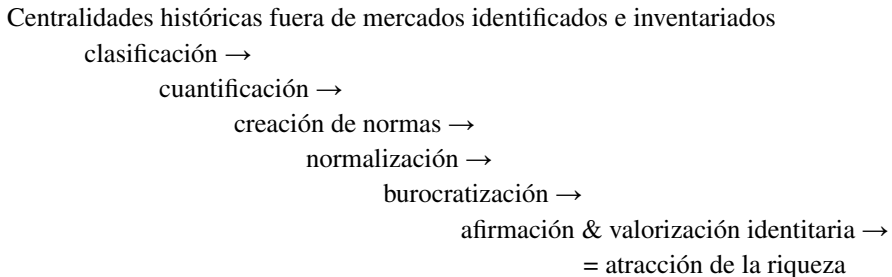 Centralidades históricas fuera de mercados identificados e inventariados
clasificación →
cuantificación →
creación de normas →
normalización →
burocratización →
afirmación & valorización identitaria →
= atracción de la riqueza